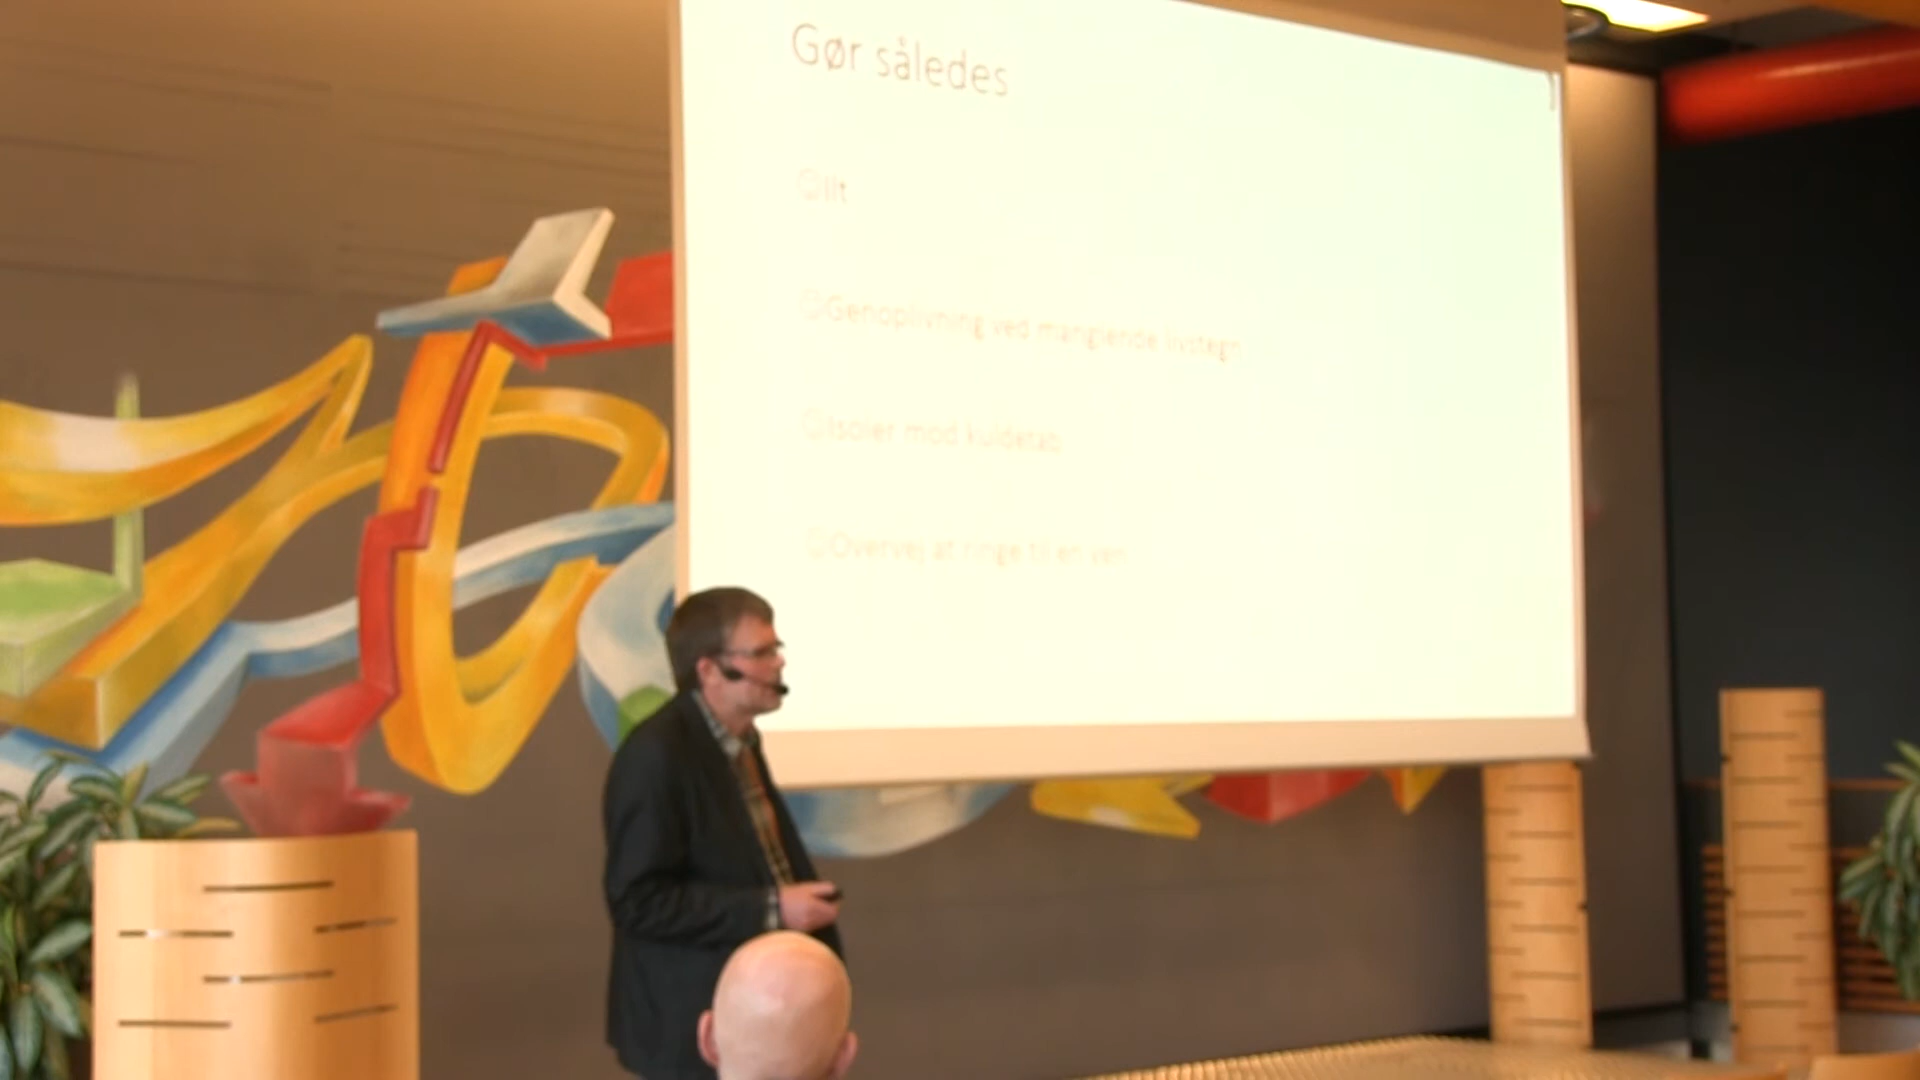 Gør således
Ilt
Genoplivning ved manglende livstegn
Isoler mod kuldetab
Overvej at ringe til en ven